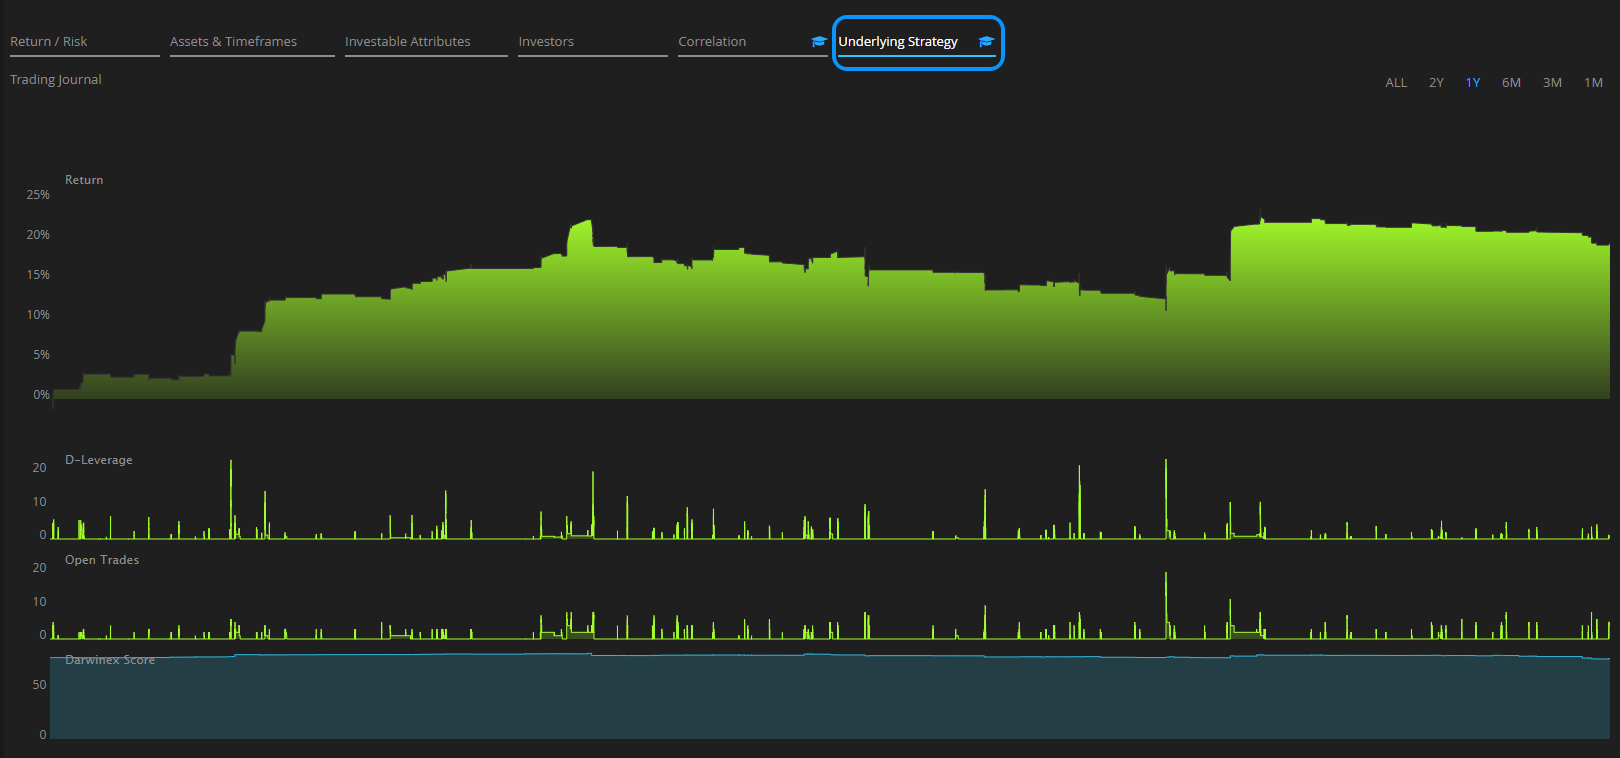 Return / Risk Assets & Timeframes Investable Attributes Investors Correlation Underlying Strategy
Trading Journal
ALL 2Y 1Y 6M 3M 1M
Return
25%
20%
15%
10%
5%
0%
D-Leverage
20
10
0
Open Trades
20
10
0
Darwinex Score
50
0